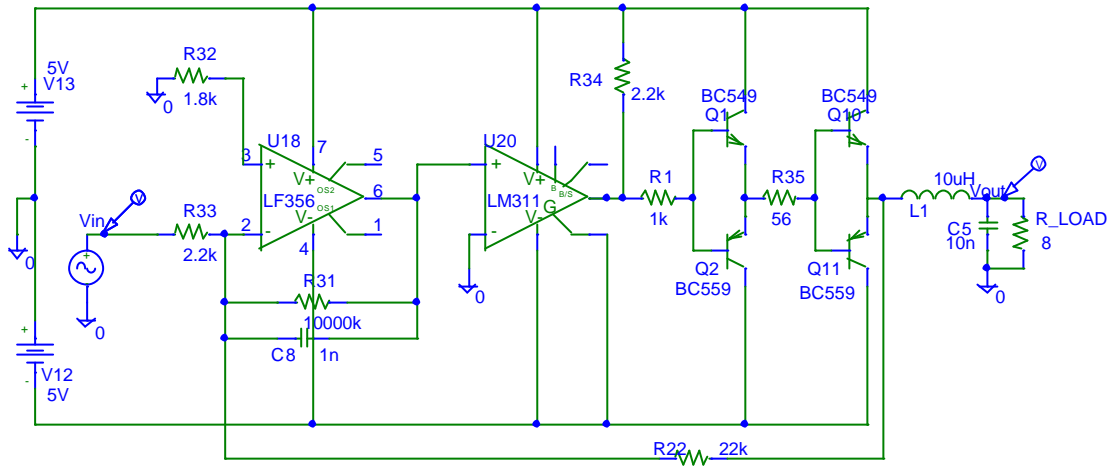 5V
V13
R32
0
1.8k
U18
7
3
+
5
V+
OS2
LF356
6
OS1
V-
2
-
1
4
U20
+
V+
B
B/S
LM311
G
V-
-
0
R34
2.2k
BC549
Q1
BC549
Q10
R1
1k
R35
56
10uH
Vout
V
L1
C5
10n
R_LOAD
8
0
Q2
BC559
Q11
BC559
Vin
V
R33
2.2k
0
+
0
R31
10000k
C8
1n
+
-
V12
5V
+
-
R22
22k